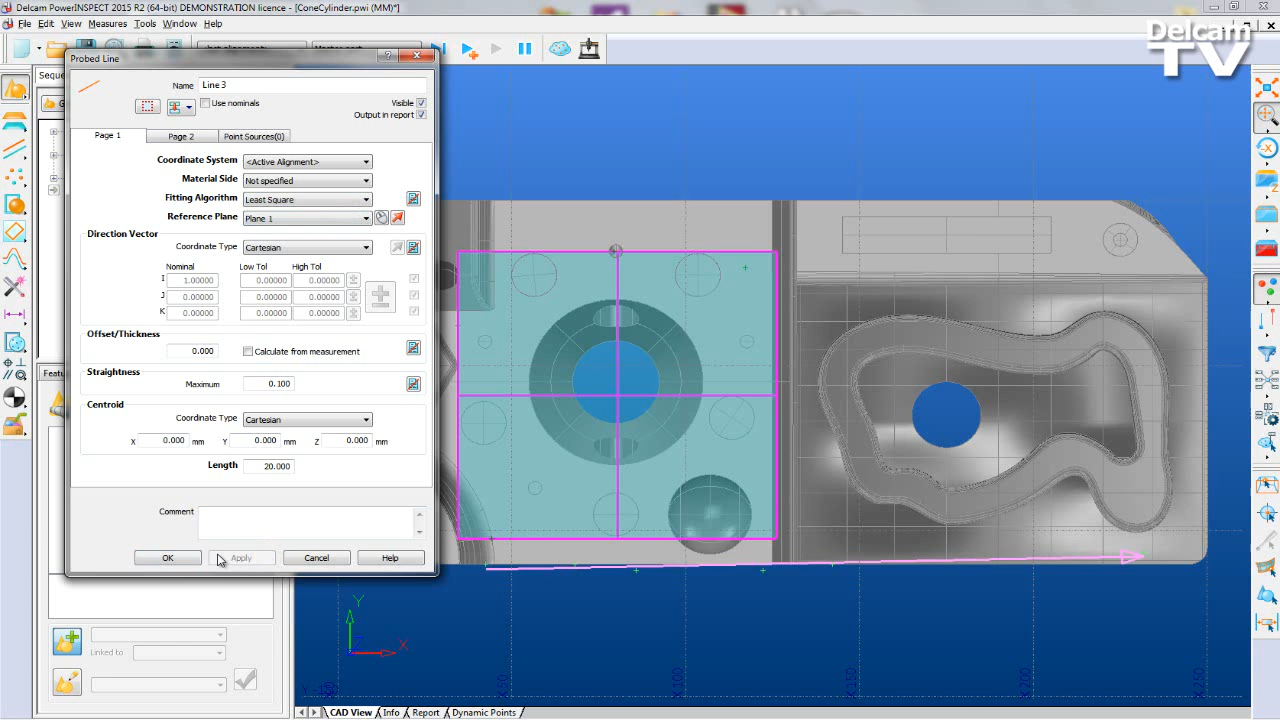 Delcam PowerINSPECT 2015 R2 (64-bit) DEMONSTRATION licence - [ConeCylinder.pwi (MM)*]
File Edit View Measures Tools Window Help
Delcam
TV
Probed Line
Seque
G
Name Line 3
Use nominals
Visible
Output in report
Page 1 Page 2 Point Sources(0)
Coordinate System <Active Alignment>
Material Side Not specified
Fitting Algorithm Least Square
Reference Plane Plane 1
Direction Vector
Coordinate Type Cartesian
Nominal Low Tol High Tol
I 1.00000 0.00000 0.00000
J 0.00000 0.00000 0.00000
K 0.00000 0.00000 0.00000
Offset/Thickness
0.000 Calculate from measurement
Straightness
Maximum 0.100
Featu
Centroid
Coordinate Type Cartesian
X 0.000 mm Y 0.000 mm Z 0.000 mm
Length 20.000
Comment
OK Apply Cancel Help
Linked to
Y
X
X 100
X 150
X 200
X 250
CAD View Info Report Dynamic Points